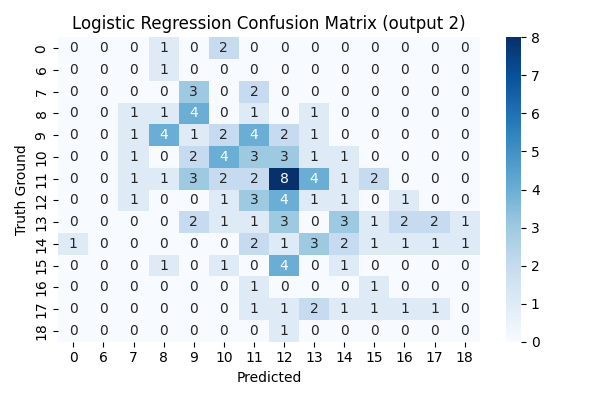 Logistic Regression Confusion Matrix (output 2)
0 0 0 0 1 0 2 0 0 0 0 0 0 0 0
6 0 0 0 1 0 0 0 0 0 0 0 0 0 0
7 0 0 0 0 3 0 2 0 0 0 0 0 0 0
8 0 0 1 1 4 0 1 0 1 0 0 0 0 0
9 0 0 1 4 1 2 4 2 1 0 0 0 0 0
10 0 0 1 0 2 4 3 3 1 1 0 0 0 0
11 0 0 1 1 3 2 2 8 4 1 2 0 0 0
12 0 0 1 0 0 1 3 4 1 1 0 1 0 0
13 0 0 0 0 2 1 1 3 0 3 1 2 2 1
14 1 0 0 0 0 0 2 1 3 2 1 1 1 1
15 0 0 0 1 0 1 0 4 0 1 0 0 0 0
16 0 0 0 0 0 0 1 0 0 0 1 0 0 0
17 0 0 0 0 0 0 1 1 2 1 1 1 1 0
18 0 0 0 0 0 0 0 1 0 0 0 0 0 0
0 6 7 8 9 10 11 12 13 14 15 16 17 18
Predicted
Truth Ground
8
7
6
5
4
3
2
1
0